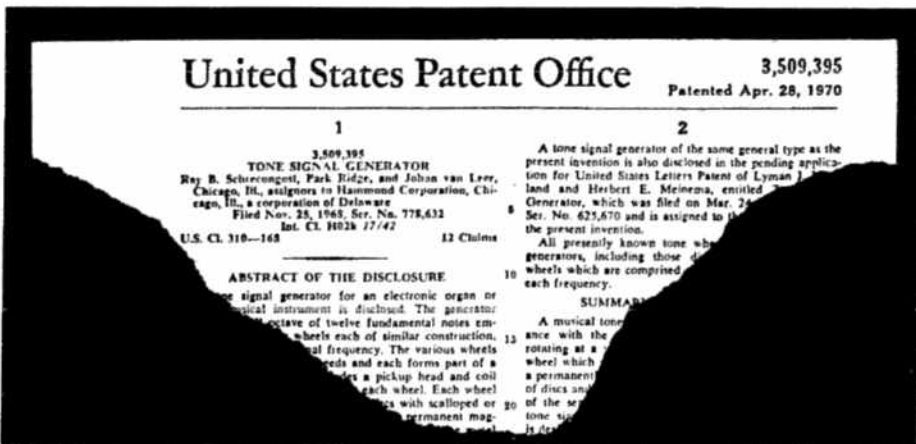 United States Patent Office
3,509,395
Patented Apr. 28, 1970
1
3,509,395
TONE SIGNAL GENERATOR
Ray B. Schrecongost, Park Ridge, and Johan van Leer,
Chicago, Ill., assignors to Hammond Corporation, Chi-
cago, Ill., a corporation of Delaware
Filed Nov. 25, 1968, Ser. No. 778,632
Int. Cl. H02k 17/42
U.S. Cl. 310—168 12 Claims
ABSTRACT OF THE DISCLOSURE
signal generator for an electronic organ or
musical instrument is disclosed. The generator
octave of twelve fundamental notes em-
wheels each of similar construction,
frequency. The various wheels
and each forms part of a
a pickup head and coil
each wheel. Each wheel
with scalloped or
permanent mag-
2
A tone signal generator of the same general type as the
present invention is also disclosed in the pending applica-
tion for United States Letters Patent of Lyman
land and Herbert E. Meinema, entitled
Generator, which was filed on Mar. 24
5 Ser. No. 625,670 and is assigned to
the present invention.
All presently known tone
generators, including those
10 wheels which are comprised
each frequency.
A musical tone
15 ance with the
rotating at a
wheel which
a permanent
of discs and
20 of the
tone